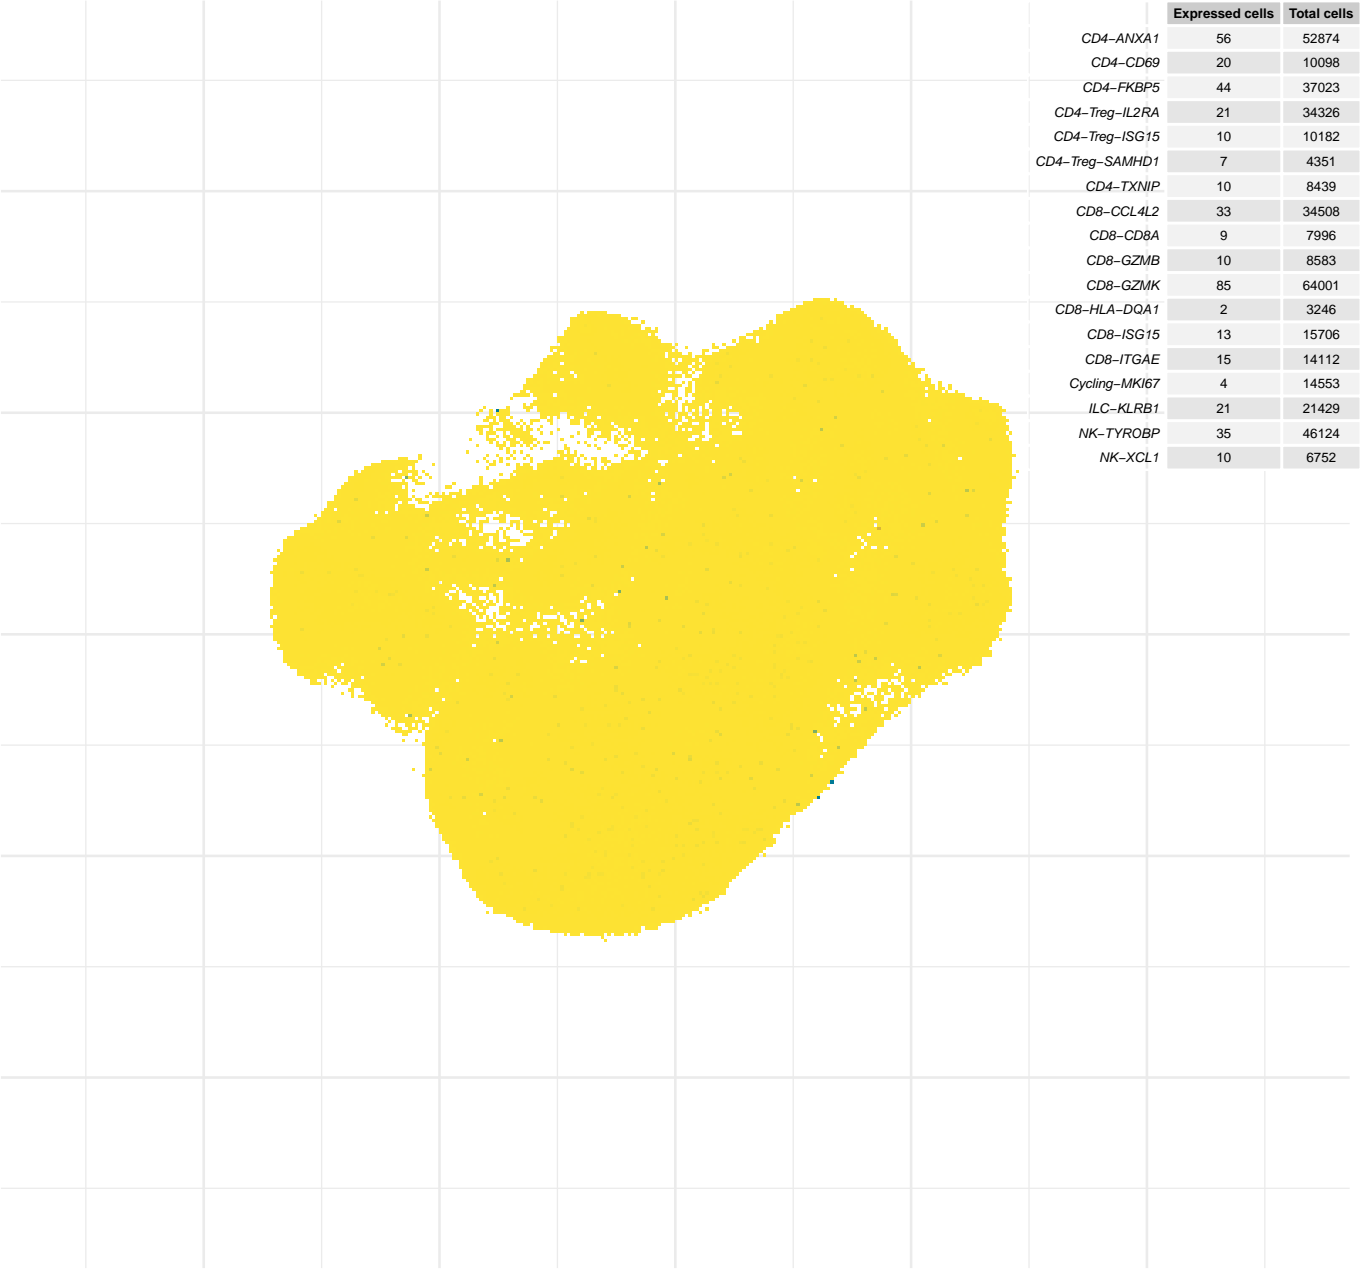 Expressed cells Total cells
CD4−ANXA1 56 52874
CD4−CD69 20 10098
CD4−FKBP5 44 37023
CD4−Treg−IL2RA 21 34326
CD4−Treg−ISG15 10 10182
CD4−Treg−SAMHD1 7 4351
CD4−TXNIP 10 8439
CD8−CCL4L2 33 34508
CD8−CD8A 9 7996
CD8−GZMB 10 8583
CD8−GZMK 85 64001
CD8−HLA−DQA1 2 3246
CD8−ISG15 13 15706
CD8−ITGAE 15 14112
Cycling−MKI67 4 14553
ILC−KLRB1 21 21429
NK−TYROBP 35 46124
NK−XCL1 10 6752